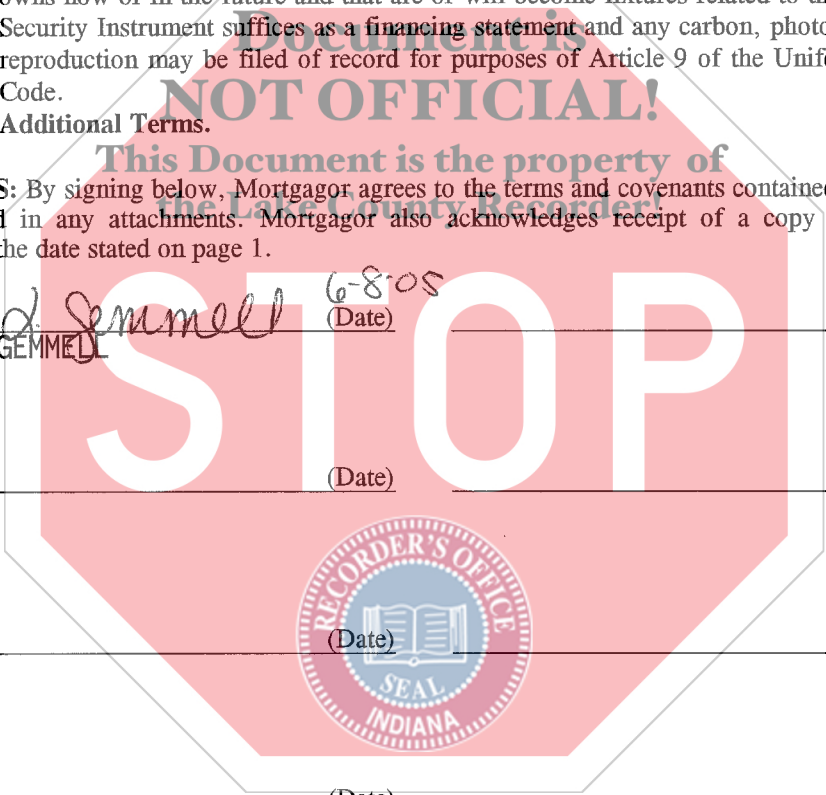 owns now or in the future and that are or will become fixtures related to
Security Instrument suffices as a financing statement and any carbon, photo
Document is
reproduction may be filed of record for purposes of Article 9 of the Unif
Code.
NOT OFFICIAL!
Additional Terms.
This Document is the property of
S: By signing below, Mortgagor agrees to the terms and covenants contained
the Lake County Recorder!
in any attachments. Mortgagor also acknowledges receipt of a copy
the date stated on page 1.
L. Gemmell 6-8-05
(Date)
GEMMELL
STOP
(Date)
RECORDER'S OFFICE
(Date)
SEAL
INDIANA
(Date)